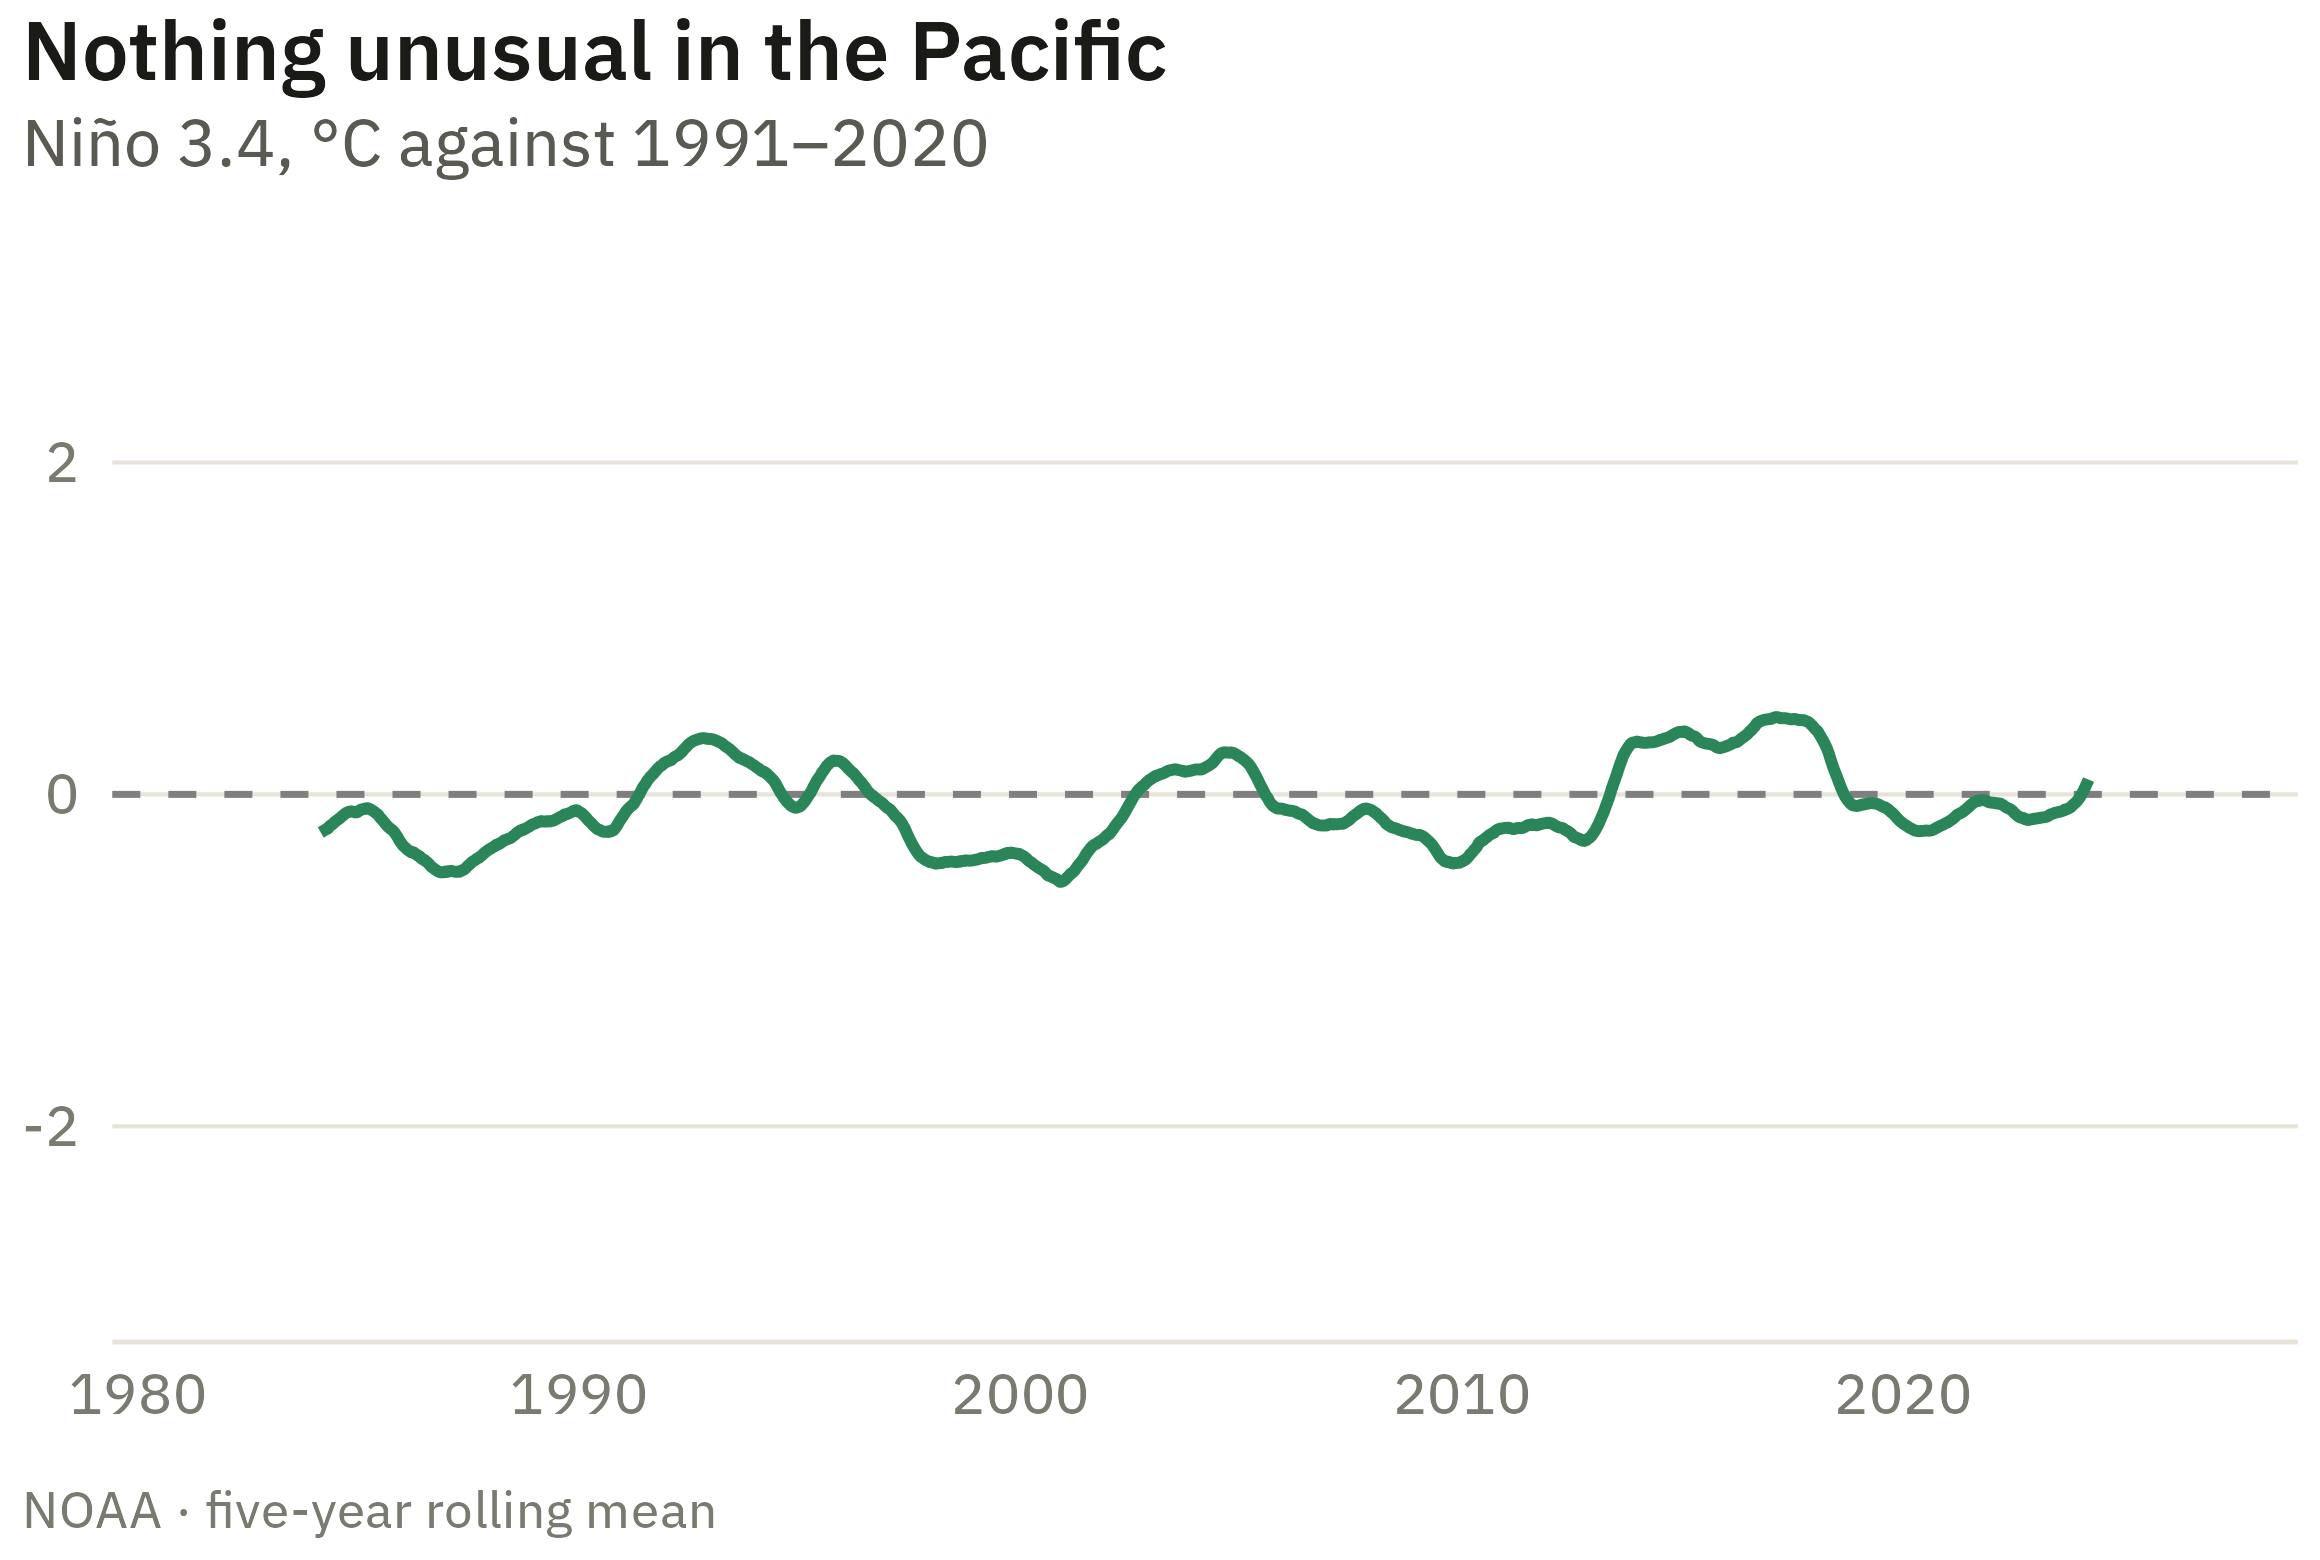 Nothing unusual in the Pacific
Niño 3.4, °C against 1991–2020
2
0
-2
1980 1990 2000 2010 2020
NOAA · five-year rolling mean